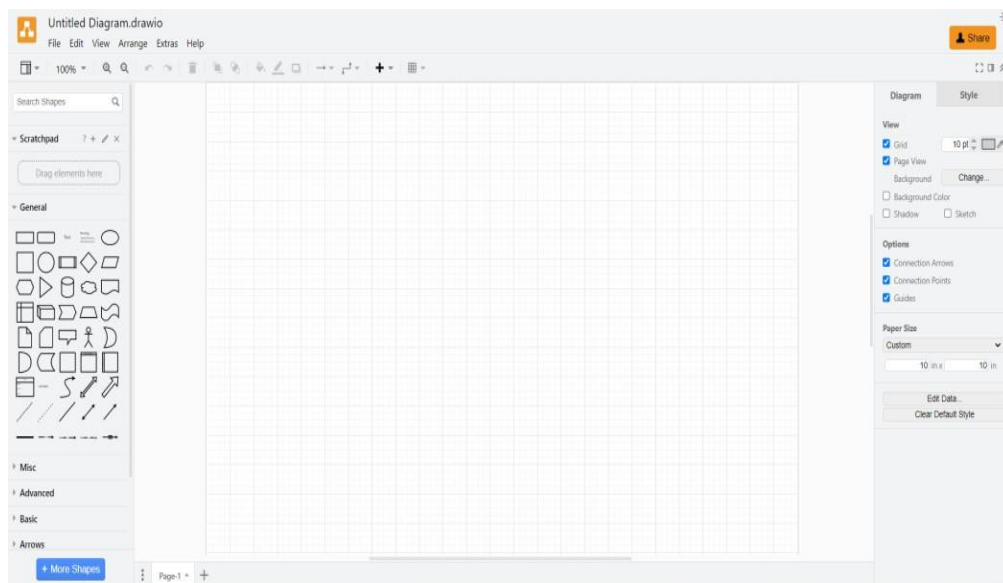 Untitled Diagram.drawio
File Edit View Arrange Extras Help
Share
100%
Search Shapes
Scratchpad
?
Drag elements here
General
Text
Misc
Advanced
Basic
Arrows
+ More Shapes
Page-1
Diagram Style
View
Grid 10 pt
Page View
Background Change...
Background Color
Shadow Sketch
Options
Connection Arrows
Connection Points
Guides
Paper Size
Custom
10 in x 10 in
Edit Data...
Clear Default Style